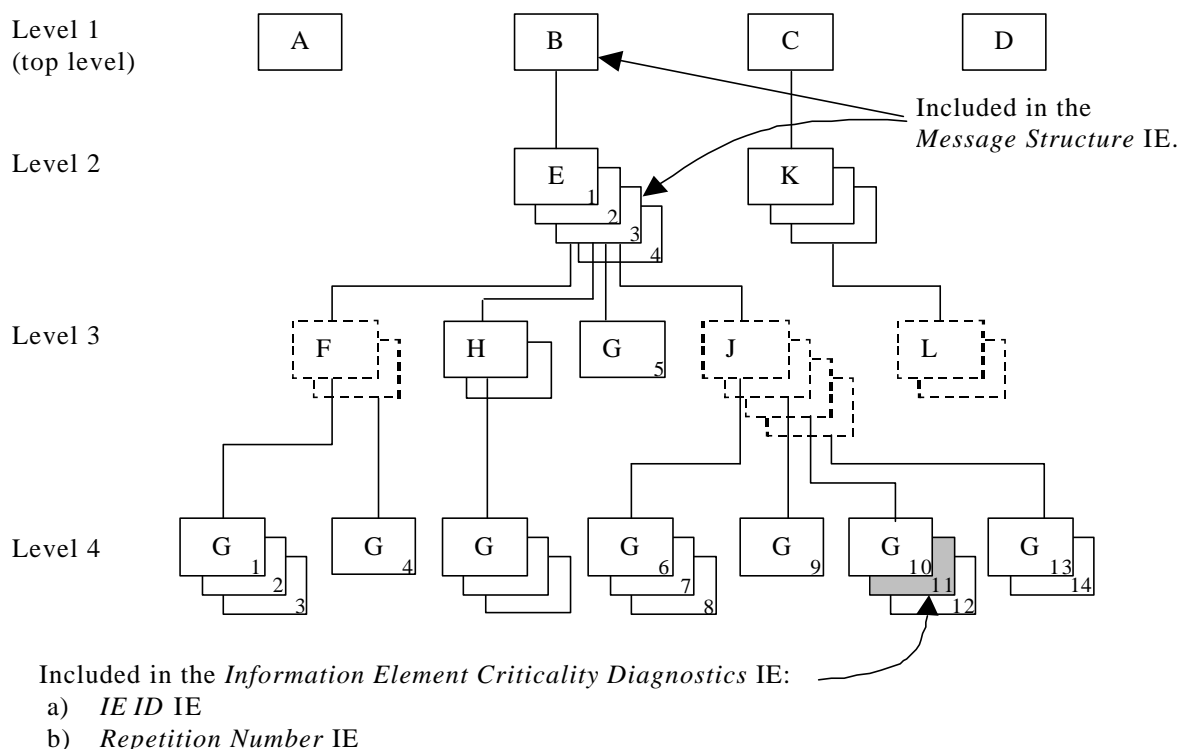 Level 1
(top level)
A
B
C
D
Included in the
Message Structure IE.
Level 2
E
1
2
3
4
K
Level 3
F
H
G
5
J
L
Level 4
G
1
2
3
G
4
G
G
6
7
8
G
9
G
10
11
12
G
13
14
Included in the Information Element Criticality Diagnostics IE:
a) IE ID IE
b) Repetition Number IE